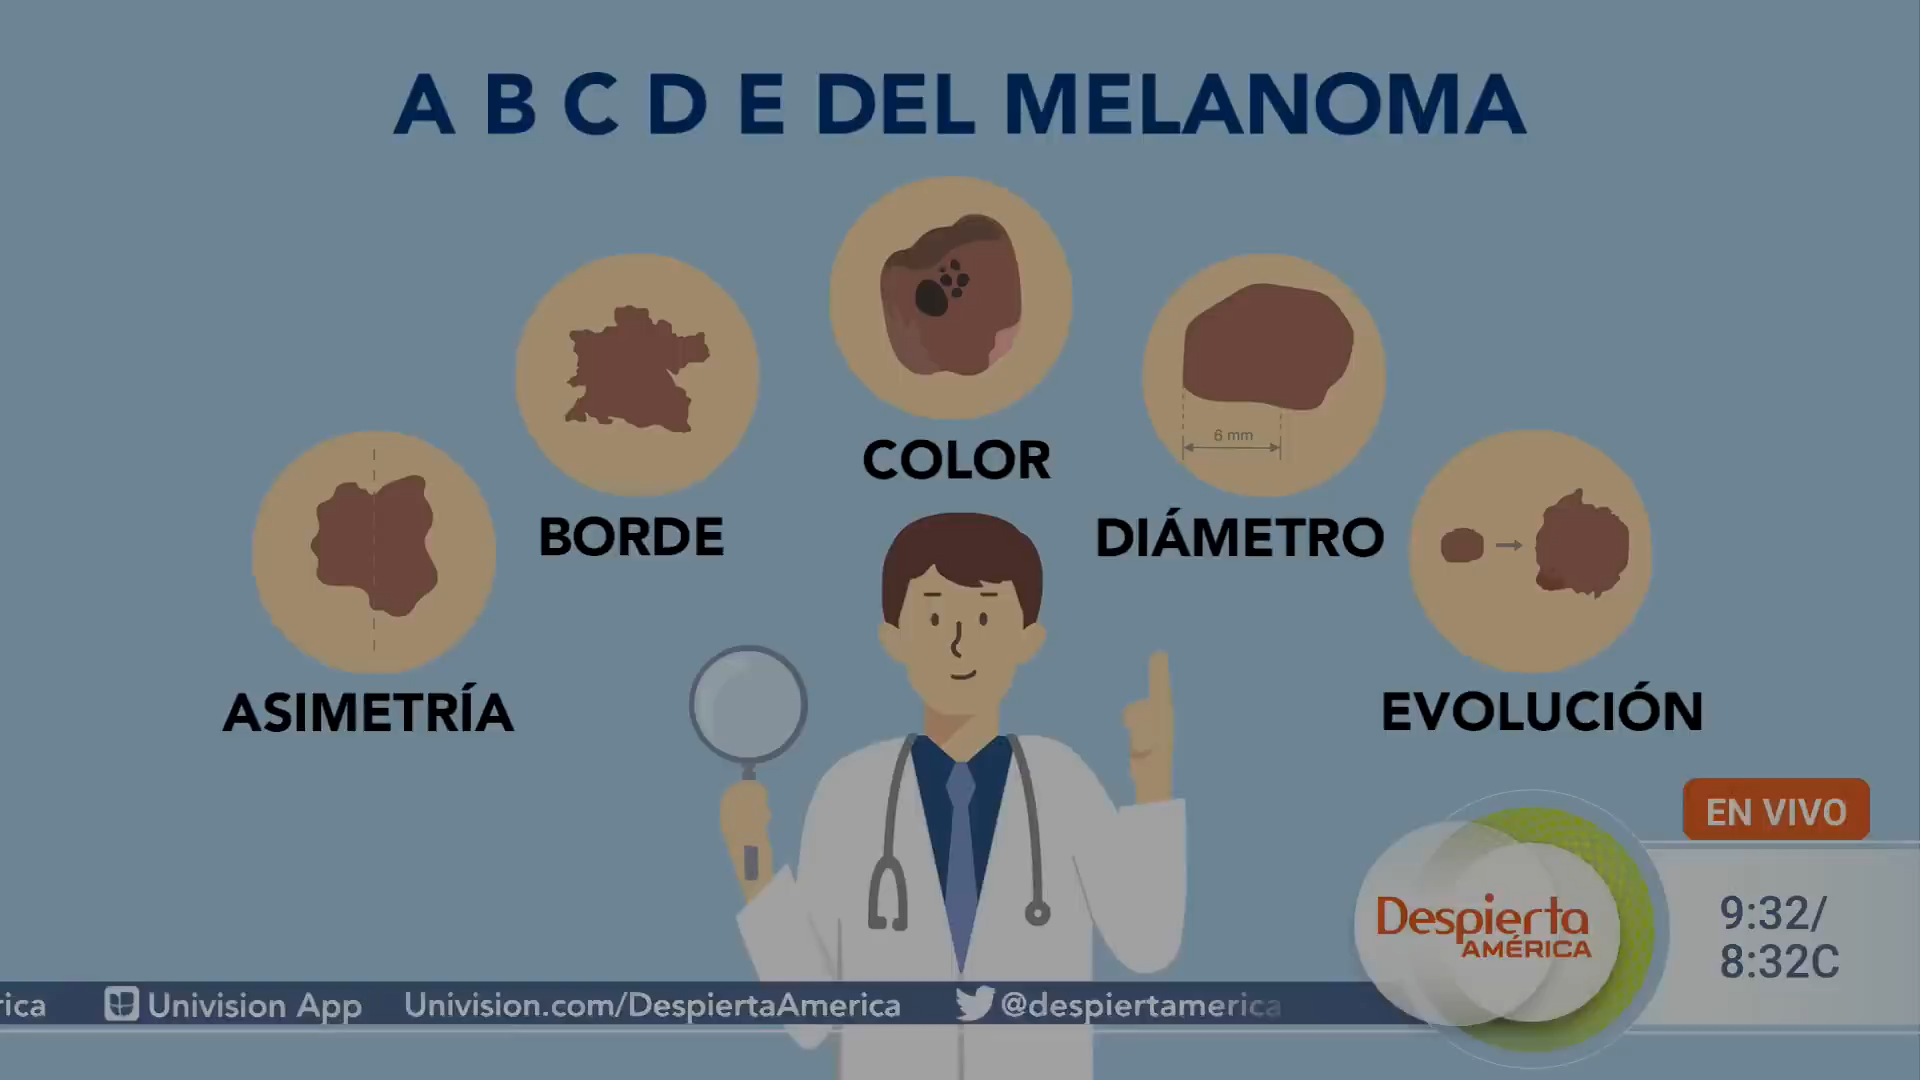 A B C D E DEL MELANOMA
COLOR
6 mm
BORDE
DIÁMETRO
ASIMETRÍA
EVOLUCIÓN
EN VIVO
Despierta
AMÉRICA
9:32/
8:32C
rica Univision App Univision.com/DespiertaAmerica @despiertamerica